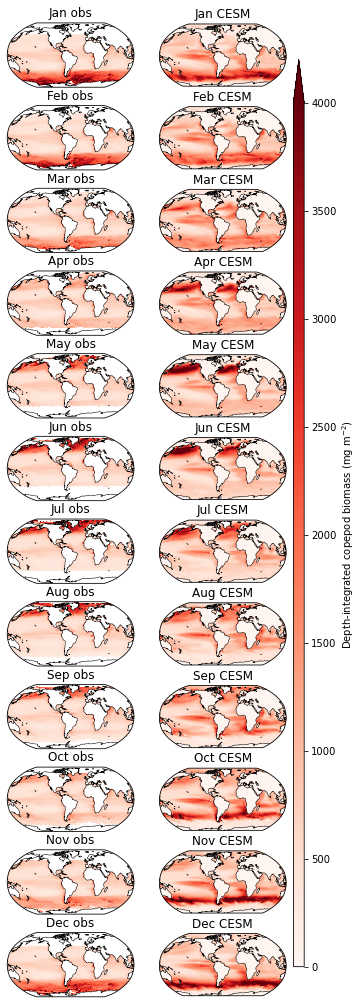 Jan obs
Jan CESM
Feb obs
Feb CESM
Mar obs
Mar CESM
Apr obs
Apr CESM
May obs
May CESM
Jun obs
Jun CESM
Jul obs
Jul CESM
Aug obs
Aug CESM
Sep obs
Sep CESM
Oct obs
Oct CESM
Nov obs
Nov CESM
Dec obs
Dec CESM
4000
3500
3000
2500
2000
1500
1000
500
0
Depth-integrated copepod biomass (mg m⁻²)